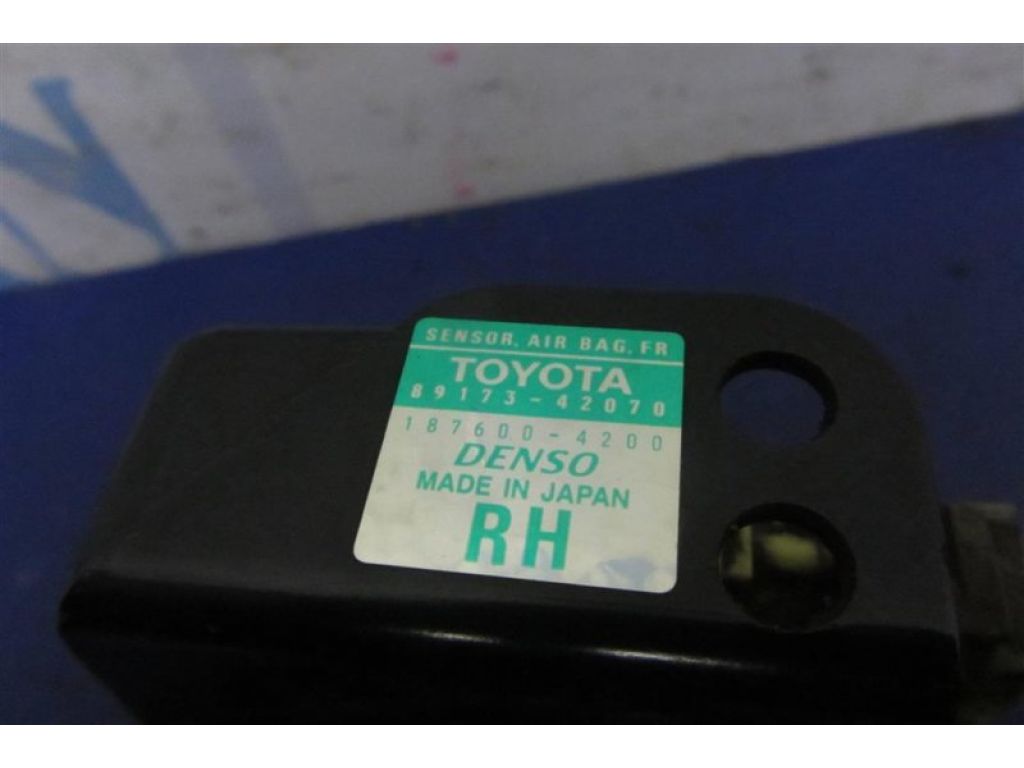 SENSOR, AIR BAG, FR
TOYOTA
89173-42070
187600-4200
DENSO
MADE IN JAPAN
RH